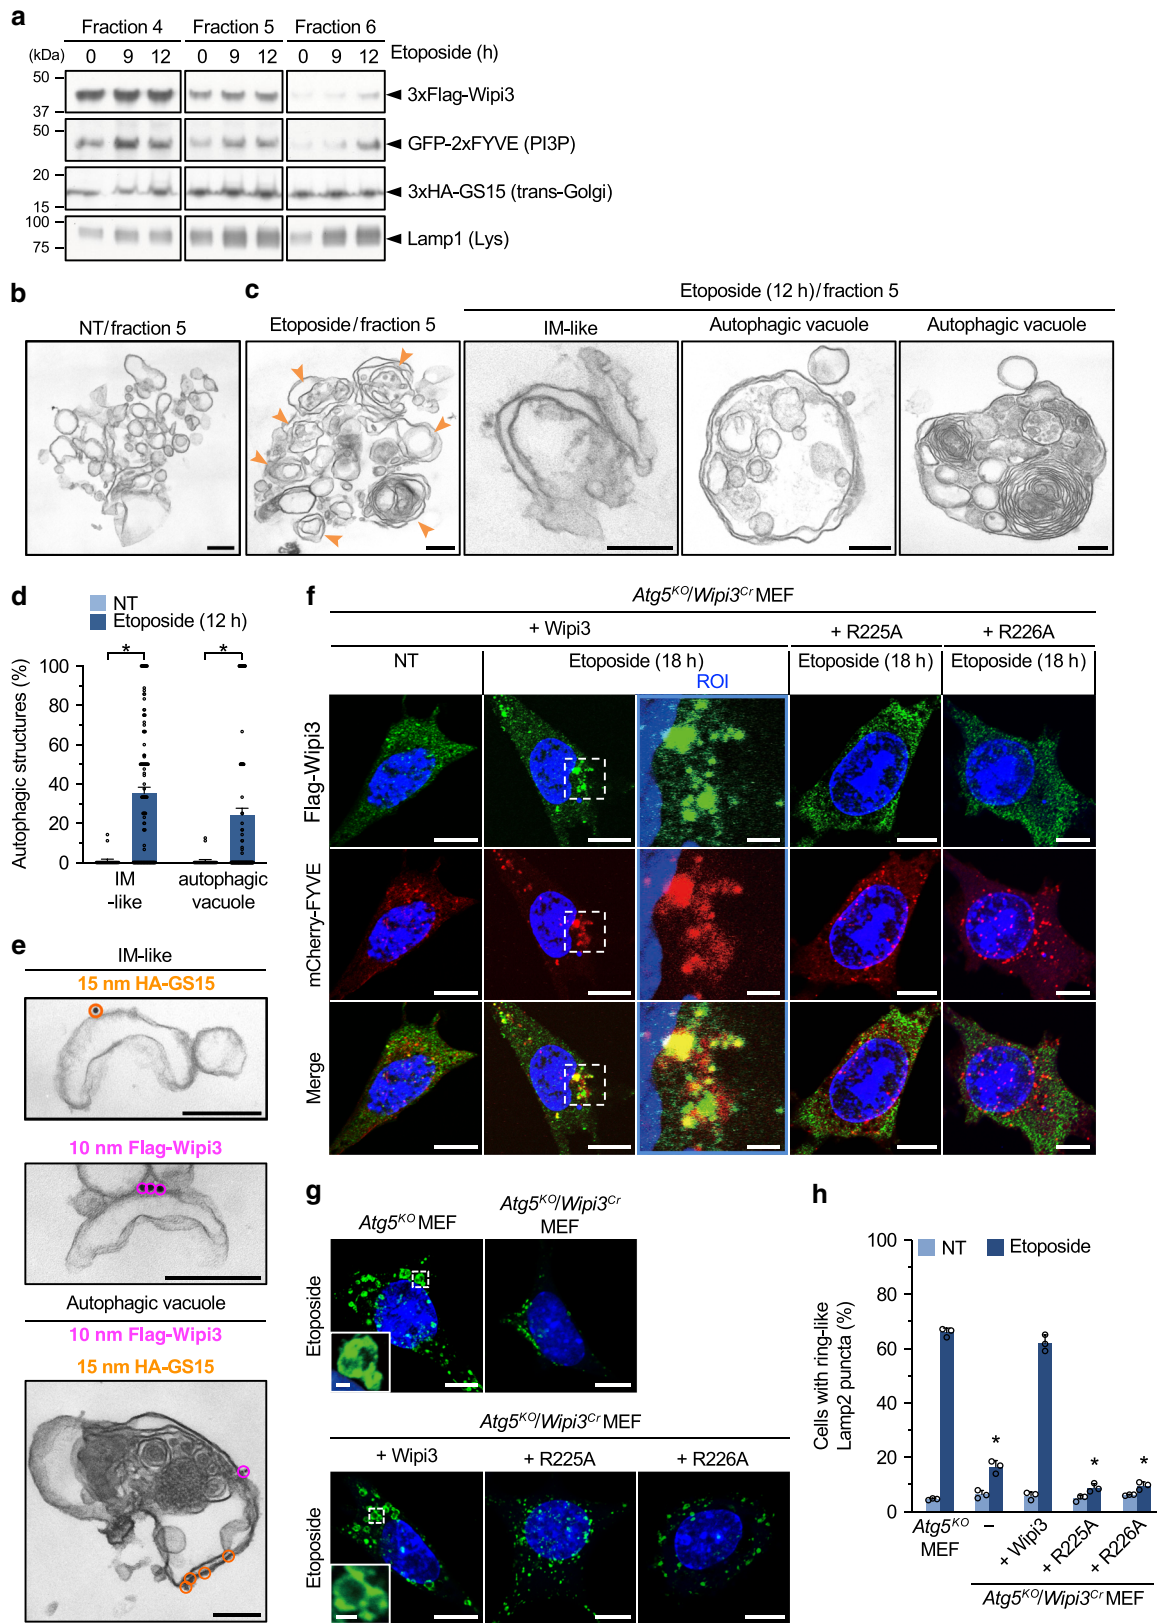 a
Fraction 4 Fraction 5 Fraction 6
(kDa) 0 9 12 0 9 12 0 9 12 Etoposide (h)
50
37
3xFlag-Wipi3
50
GFP-2xFYVE (PI3P)
20
15
3xHA-GS15 (trans-Golgi)
100
75
Lamp1 (Lys)
b
NT/fraction 5
c
Etoposide (12 h)/fraction 5
Etoposide/fraction 5 IM-like Autophagic vacuole Autophagic vacuole
d
NT
Etoposide (12 h)
Autophagic structures (%)
100
80
60
40
20
0
* *
IM
-like
autophagic
vacuole
e
IM-like
15 nm HA-GS15
10 nm Flag-Wipi3
Autophagic vacuole
10 nm Flag-Wipi3
15 nm HA-GS15
f
Atg5KO/Wipi3Cr MEF
+ Wipi3 + R225A + R226A
NT Etoposide (18 h) Etoposide (18 h) Etoposide (18 h)
ROI
Flag-Wipi3
mCherry-FYVE
Merge
g
Atg5KO MEF
Atg5KO/Wipi3Cr
MEF
Etoposide
Atg5KO/Wipi3Cr MEF
+ Wipi3 + R225A + R226A
Etoposide
h
NT Etoposide
Cells with ring-like
Lamp2 puncta (%)
100
80
60
40
20
0
* * *
Atg5KO
MEF
–
+ Wipi3
+ R225A
+ R226A
Atg5KO/Wipi3Cr MEF